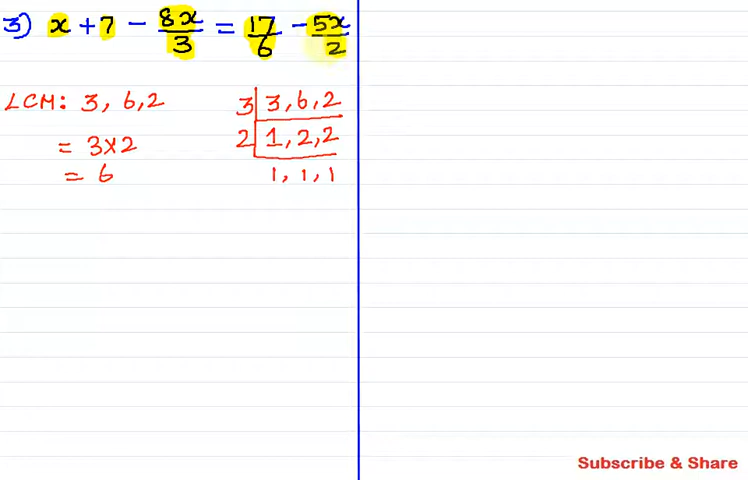 3) x + 7 - 8x/3 = 17/6 - 5x/2
LCM: 3, 6, 2
= 3×2
= 6
3 | 3, 6, 2
2 | 1, 2, 2
1, 1, 1
Subscribe & Share